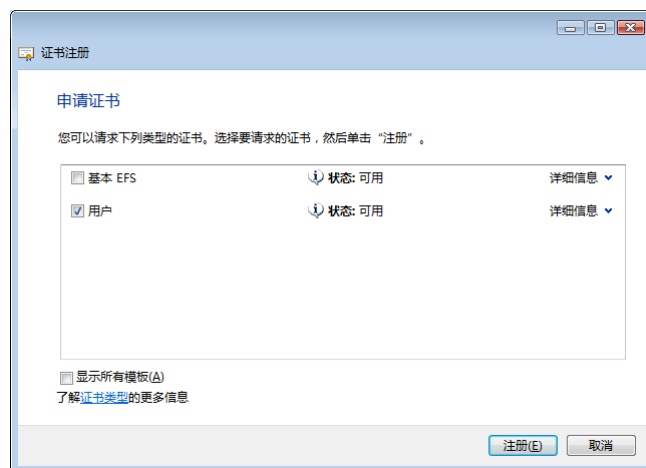 证书注册
申请证书
您可以请求下列类型的证书。选择要请求的证书，然后单击“注册”。
基本 EFS 状态: 可用 详细信息
用户 状态: 可用 详细信息
显示所有模板(A)
了解证书类型的更多信息
注册(E) 取消